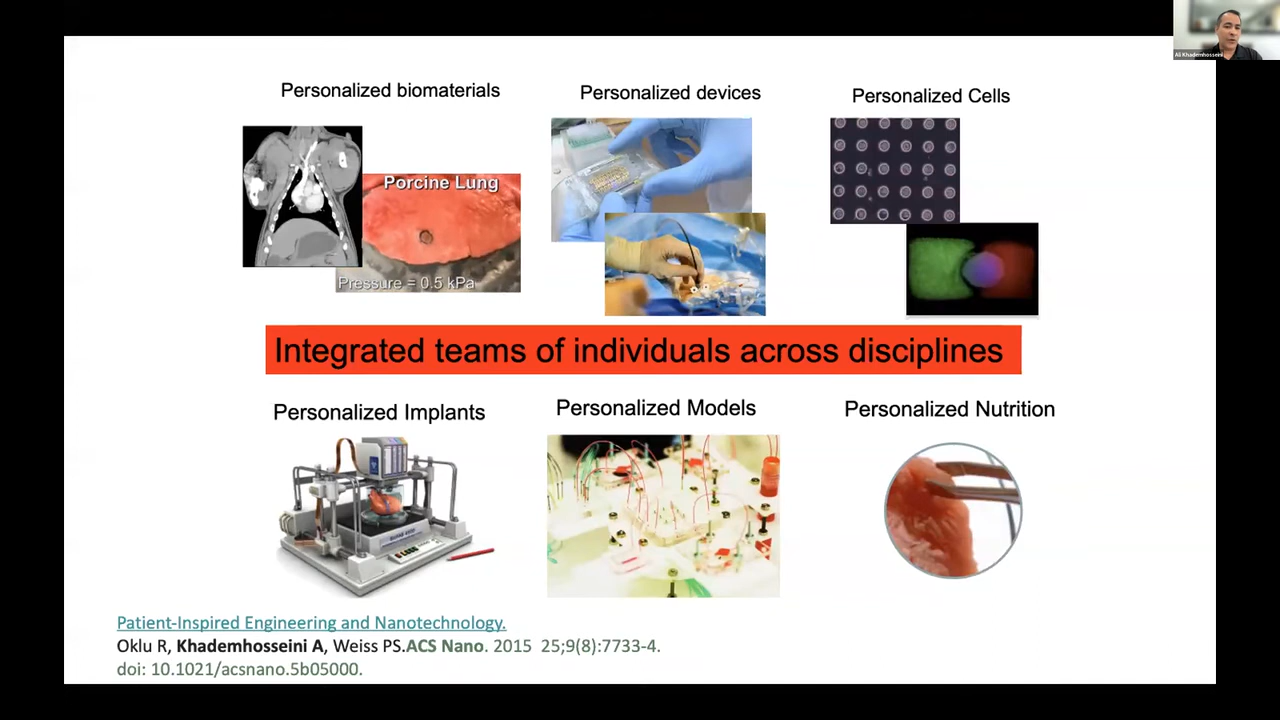 Ali Khademhosseini
Personalized biomaterials
Personalized devices
Personalized Cells
Porcine Lung
Pressure = 0.5 kPa
Integrated teams of individuals across disciplines
Personalized Implants
Personalized Models
Personalized Nutrition
Patient-Inspired Engineering and Nanotechnology.
Oklu R, Khademhosseini A, Weiss PS.ACS Nano. 2015 25;9(8):7733-4.
doi: 10.1021/acsnano.5b05000.